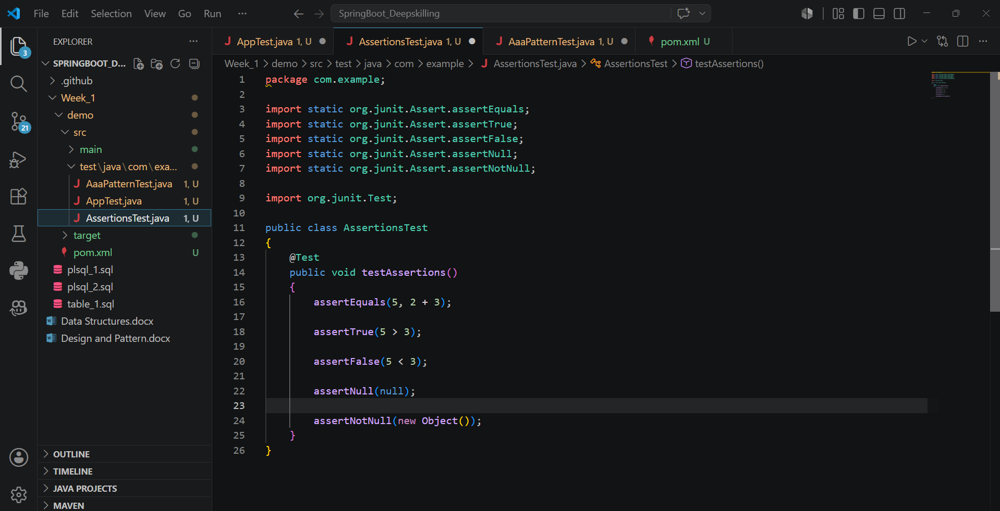 File Edit Selection View Go Run ···
SpringBoot_Deepskilling
EXPLORER ···
AppTest.java 1, U
AssertionsTest.java 1, U
AaaPatternTest.java 1, U
pom.xml U
Week_1 > demo > src > test > java > com > example > AssertionsTest.java > AssertionsTest > testAssertions()
3
21
SPRINGBOOT_D...
.github
Week_1
demo
src
main
test\java\com\exa...
AaaPatternTest.java 1, U
AppTest.java 1, U
AssertionsTest.java 1, U
target
pom.xml U
plsql_1.sql
plsql_2.sql
table_1.sql
Data Structures.docx
Design and Pattern.docx
OUTLINE
TIMELINE
JAVA PROJECTS
MAVEN
1 package com.example;
2
3 import static org.junit.Assert.assertEquals;
4 import static org.junit.Assert.assertTrue;
5 import static org.junit.Assert.assertFalse;
6 import static org.junit.Assert.assertNull;
7 import static org.junit.Assert.assertNotNull;
8
9 import org.junit.Test;
10
11 public class AssertionsTest
12 {
13     @Test
14     public void testAssertions()
15     {
16         assertEquals(5, 2 + 3);
17
18         assertTrue(5 > 3);
19
20         assertFalse(5 < 3);
21
22         assertNull(null);
23
24         assertNotNull(new Object());
25     }
26 }